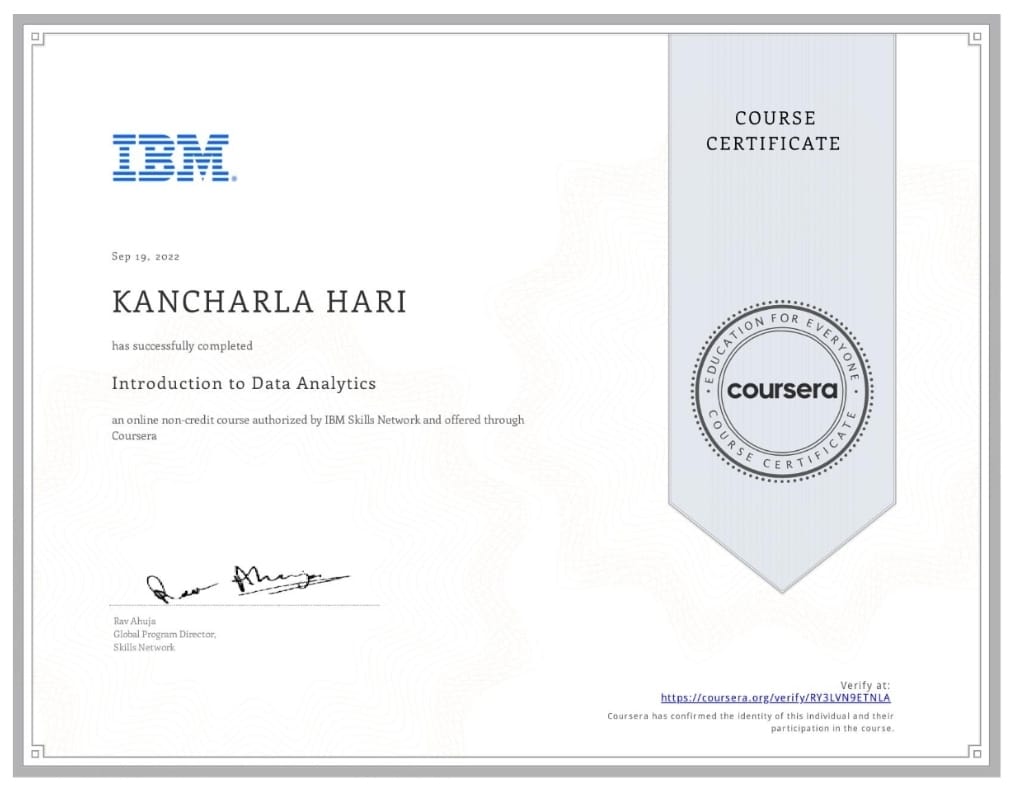 COURSE
CERTIFICATE
IBM®
Sep 19, 2022
KANCHARLA HARI
has successfully completed
Introduction to Data Analytics
an online non-credit course authorized by IBM Skills Network and offered through
Coursera
EDUCATION FOR EVERYONE
coursera
COURSE CERTIFICATE
Rav Ahuja
Rav Ahuja
Global Program Director,
Skills Network
Verify at:
https://coursera.org/verify/RY3LVN9ETNLA
Coursera has confirmed the identity of this individual and their
participation in the course.